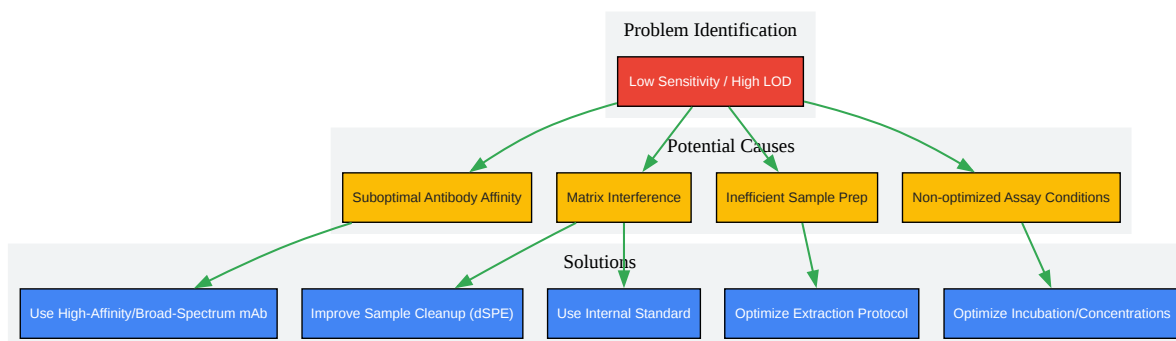 Problem Identification
Low Sensitivity / High LOD
Potential Causes
Suboptimal Antibody Affinity
Matrix Interference
Inefficient Sample Prep
Non-optimized Assay Conditions
Solutions
Use High-Affinity/Broad-Spectrum mAb
Improve Sample Cleanup (dSPE)
Use Internal Standard
Optimize Extraction Protocol
Optimize Incubation/Concentrations